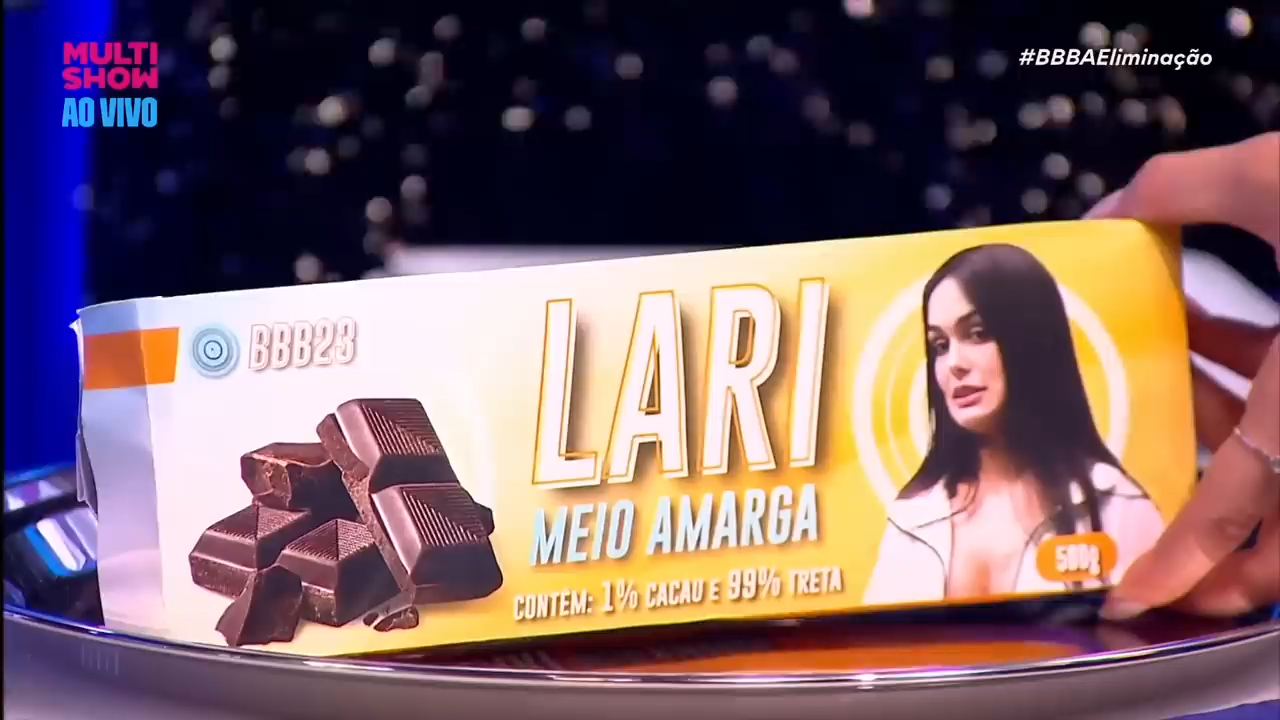 MULTI
SHOW
AO VIVO
#BBBAEliminação
BBB23
LARI
MEIO AMARGA
CONTÉM: 1% CACAU E 99% TRETA
500g